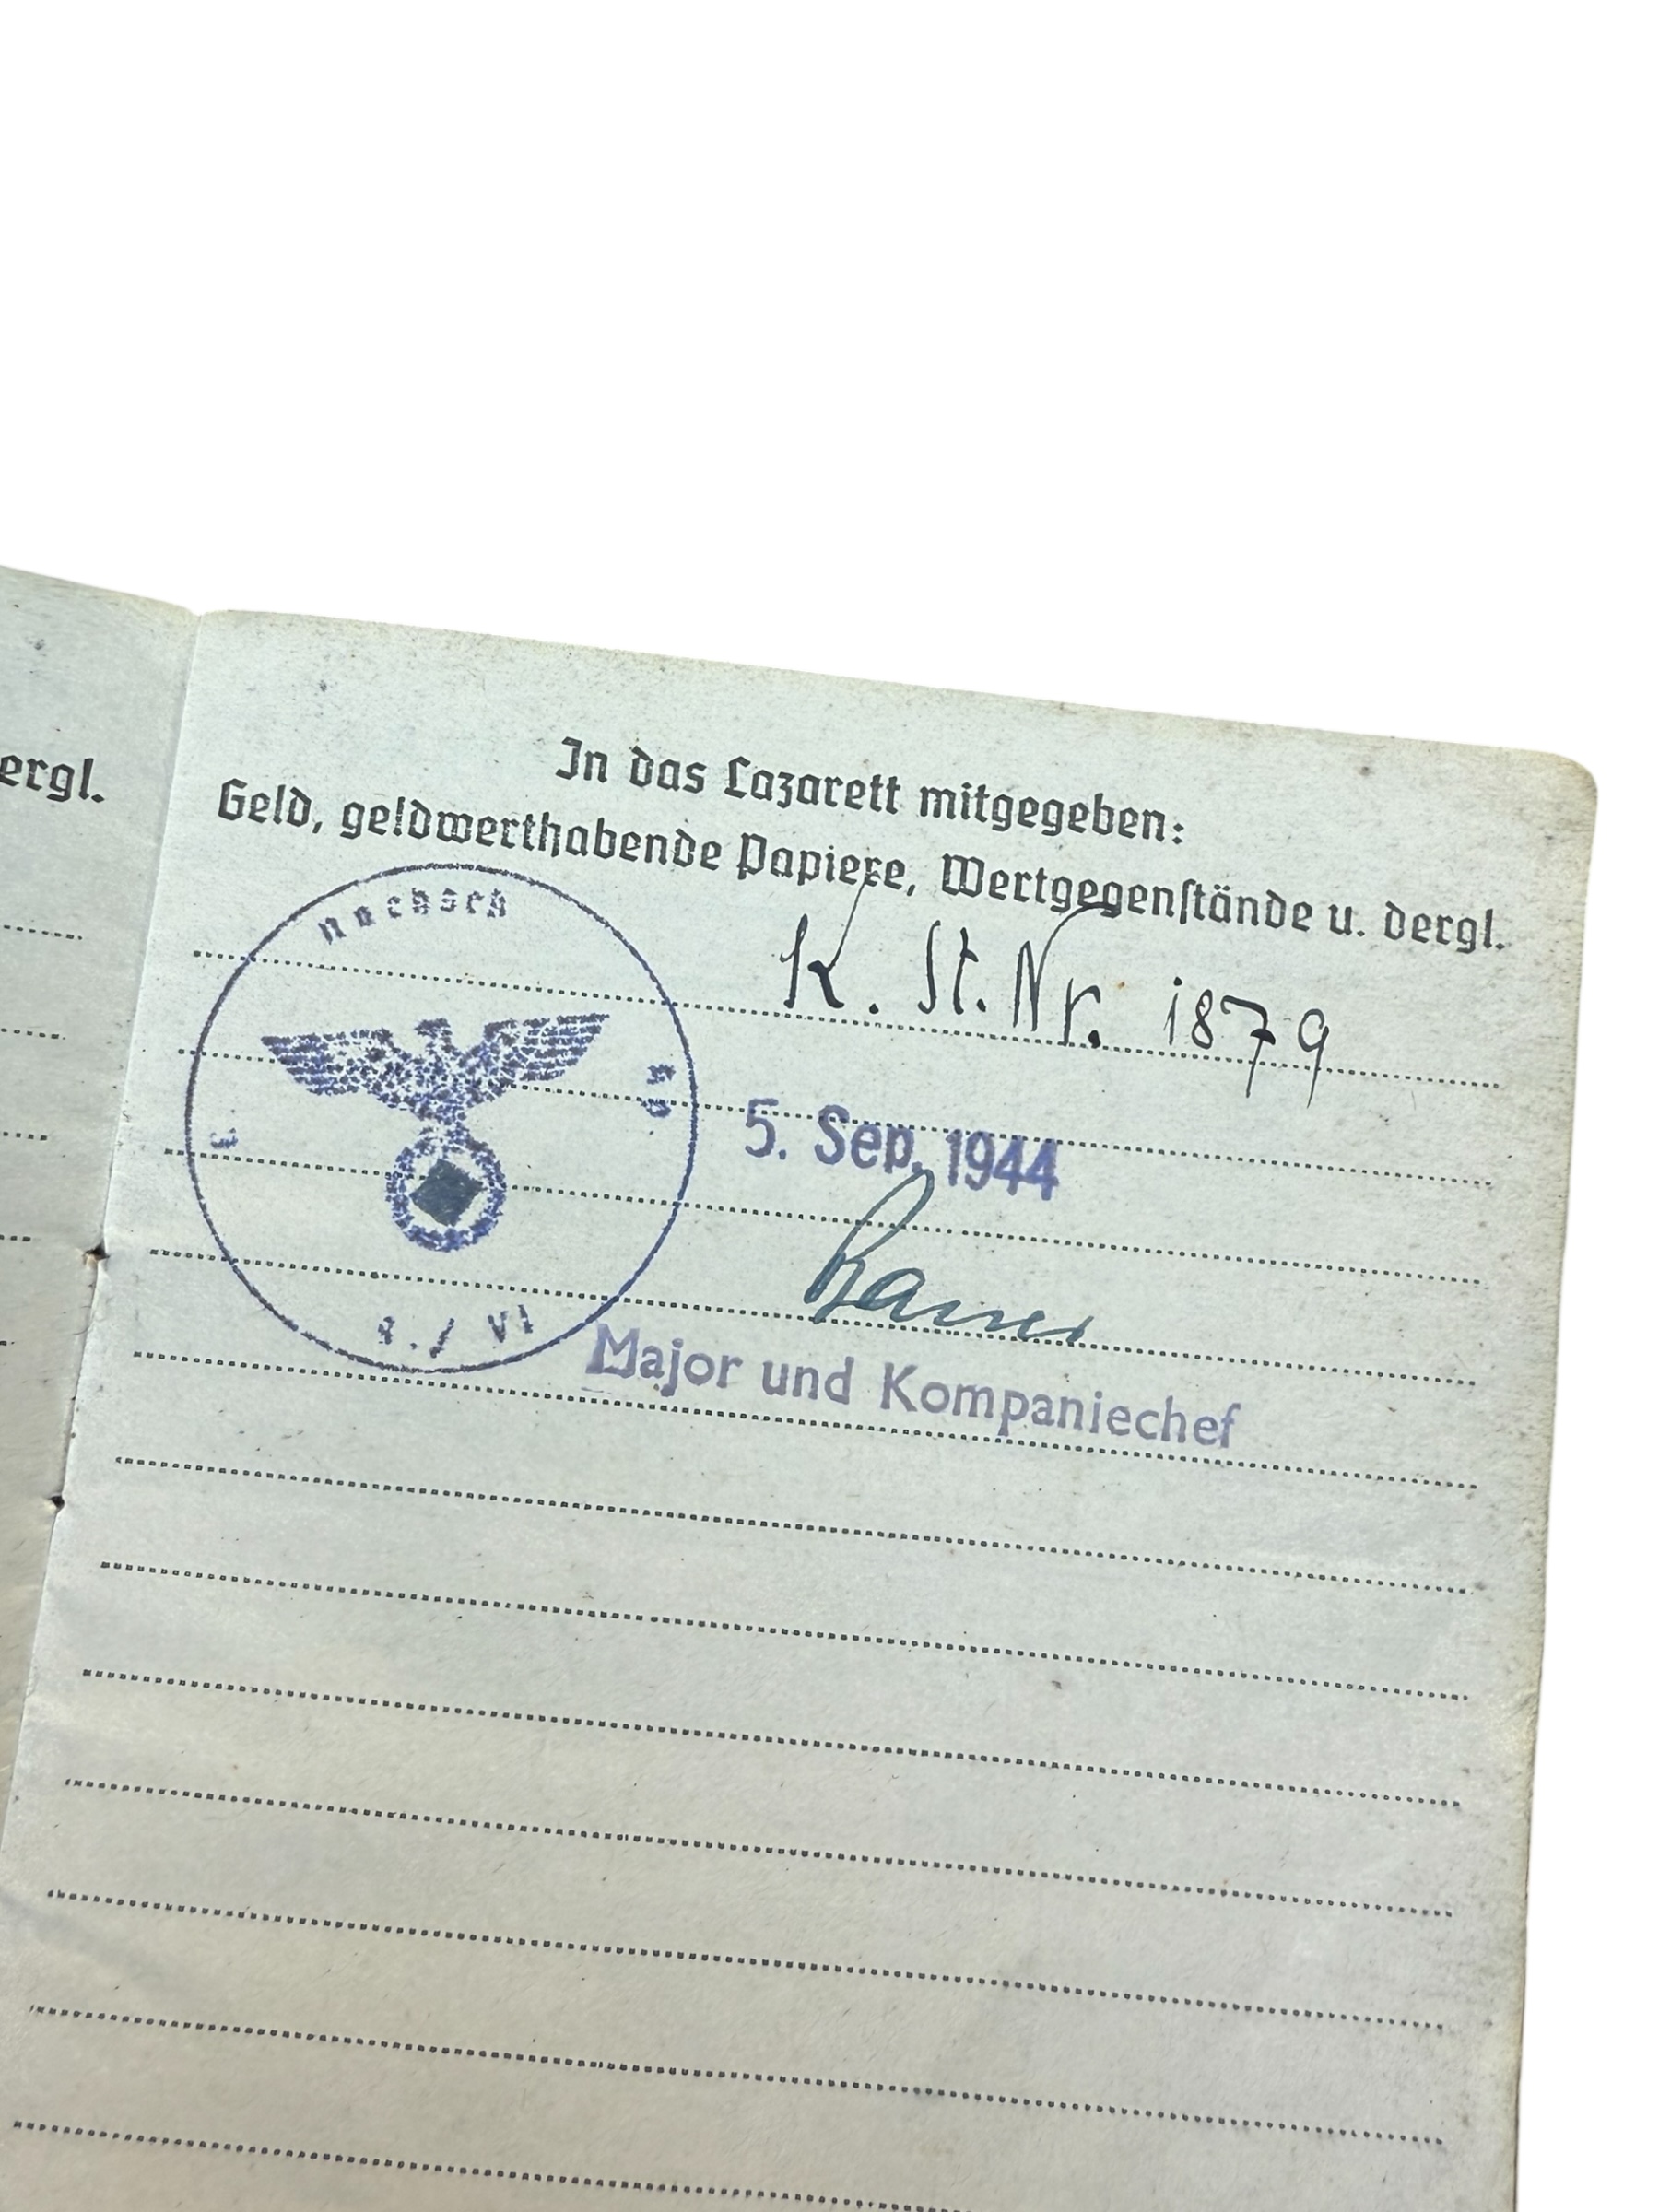 ergl.
In das Lazarett mitgegeben:
Geld, geldwerthabende Papiere, Wertgegenstände u. dergl.
K. St. Nr. 1879
5. Sep. 1944
Major und Kompaniechef